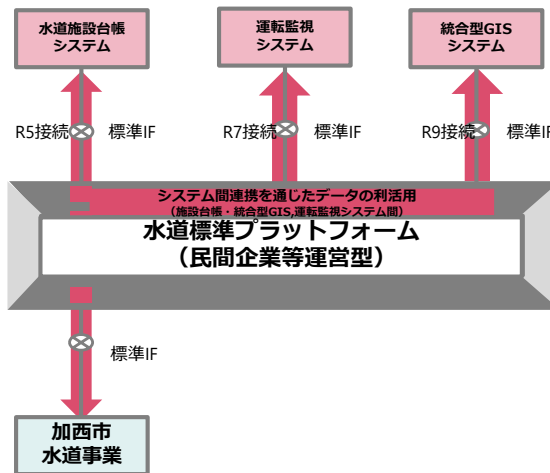 水道施設台帳
システム
運転監視
システム
統合型GIS
システム
R5接続
標準IF
R7接続
標準IF
R9接続
標準IF
システム間連携を通じたデータの利活用
（施設台帳・統合型GIS,運転監視システム間）
水道標準プラットフォーム
（民間企業等運営型）
標準IF
加西市
水道事業